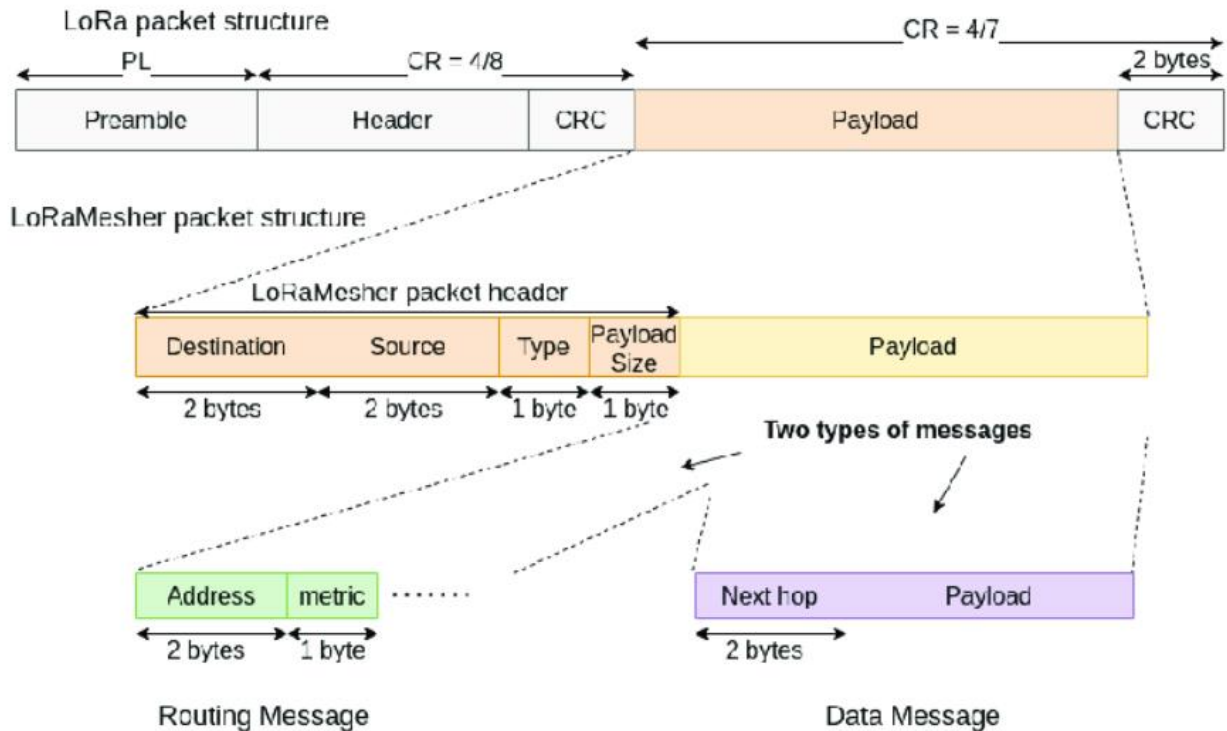 LoRa packet structure
CR = 4/7
PL
CR = 4/8
2 bytes
Preamble
Header
CRC
Payload
CRC
LoRaMesher packet structure
LoRaMesher packet header
Destination
Source
Type
Payload
Size
Payload
2 bytes
2 bytes
1 byte
1 byte
Two types of messages
Address
metric
.......
Next hop
Payload
2 bytes
1 byte
2 bytes
Routing Message
Data Message